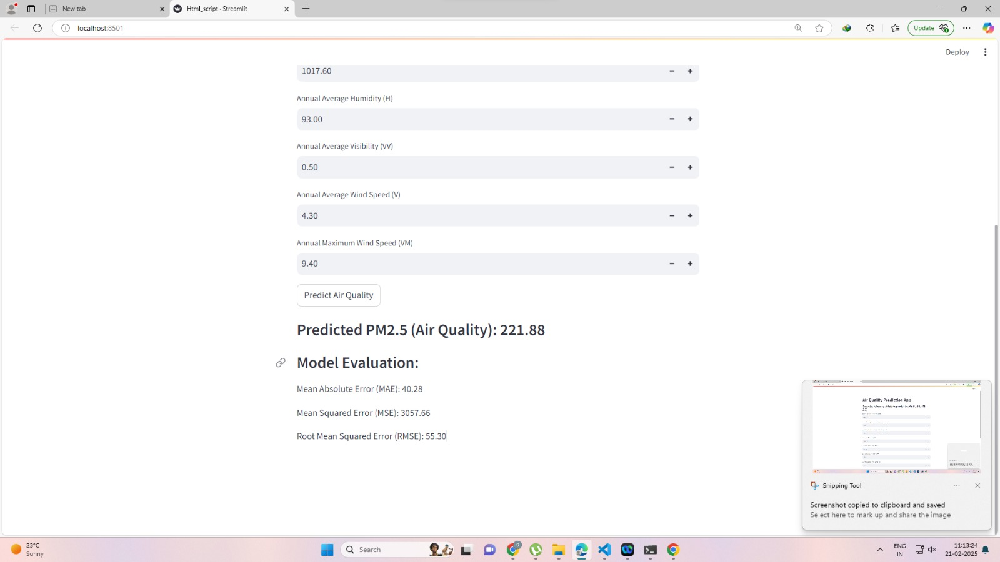 New tab
Html_script · Streamlit
localhost:8501
Update
Deploy
1017.60
Annual Average Humidity (H)
93.00
Annual Average Visibility (VV)
0.50
Annual Average Wind Speed (V)
4.30
Annual Maximum Wind Speed (VM)
9.40
Predict Air Quality
Predicted PM2.5 (Air Quality): 221.88
Model Evaluation:
Mean Absolute Error (MAE): 40.28
Mean Squared Error (MSE): 3057.66
Root Mean Squared Error (RMSE): 55.30
Air Quality Prediction App
Snipping Tool
Screenshot copied to clipboard and saved
Select here to mark up and share the image
23°C
Sunny
Search
ENG
IN
11:13:24
21-02-2025